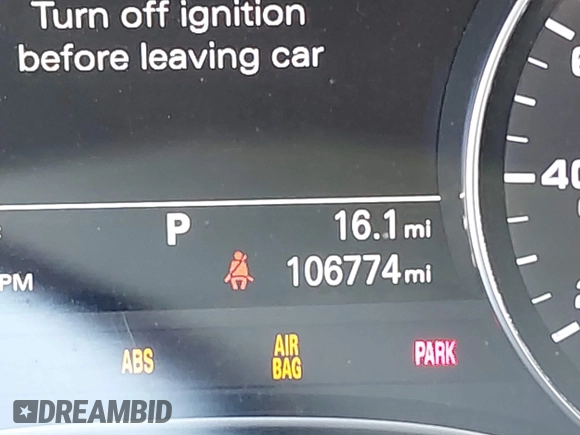 Turn off ignition
before leaving car
P
16.1 mi
PM
106774 mi
ABS
AIR
BAG
PARK
40
DREAMBID